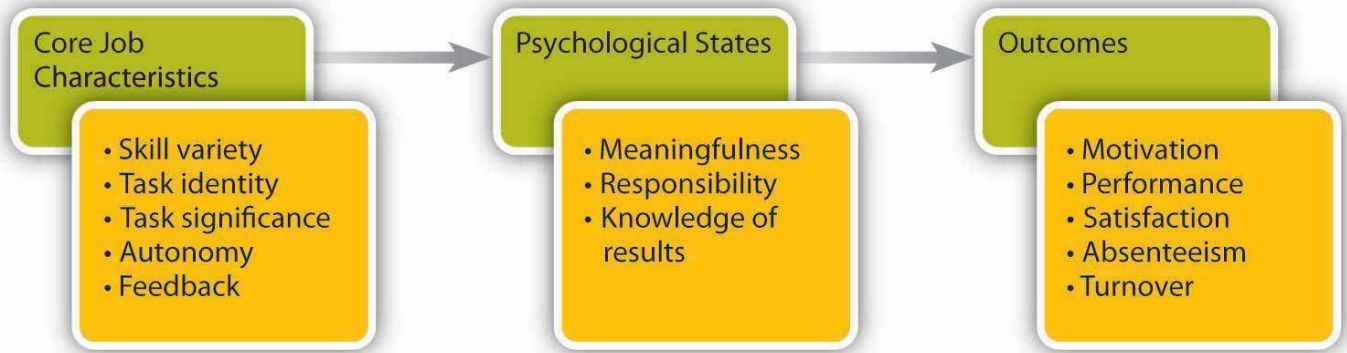 Core Job
Characteristics
• Skill variety
• Task identity
• Task significance
• Autonomy
• Feedback
Psychological States
• Meaningfulness
• Responsibility
• Knowledge of
results
Outcomes
• Motivation
• Performance
• Satisfaction
• Absenteeism
• Turnover